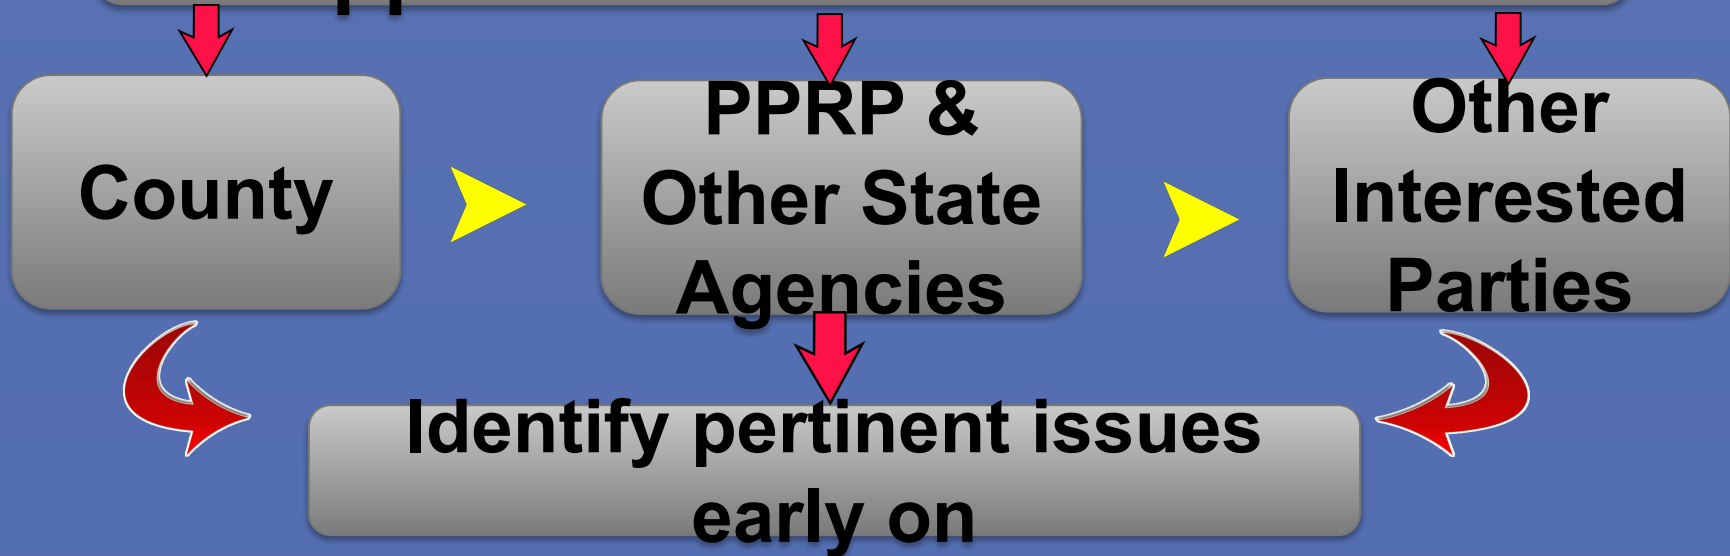 County
PPRP &
Other State
Agencies
Other
Interested
Parties
Identify pertinent issues
early on